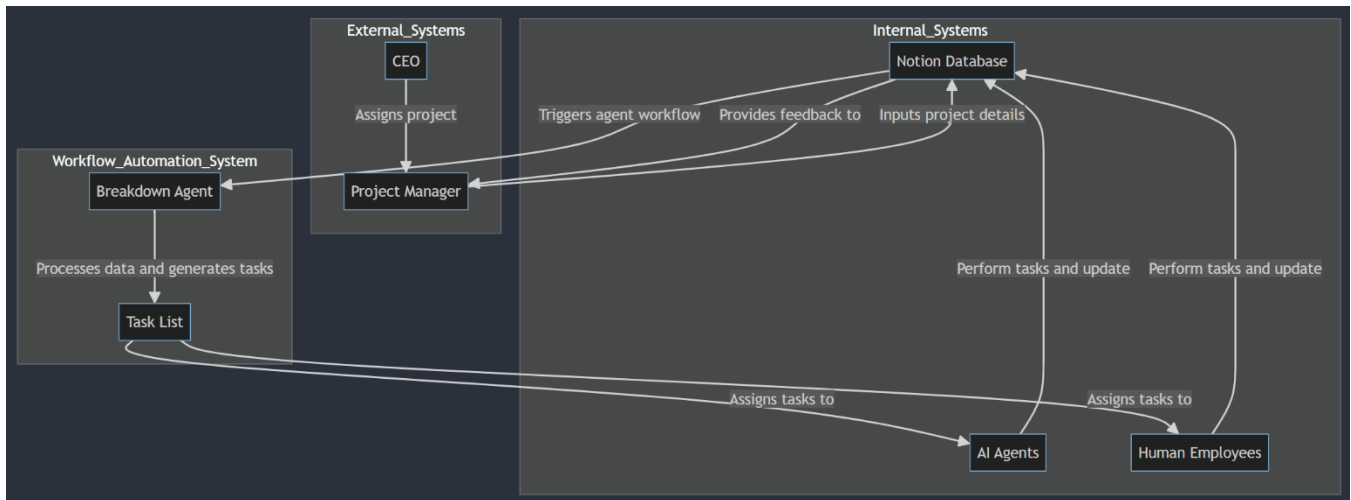 External_Systems
Internal_Systems
CEO
Notion Database
Assigns project
Triggers agent workflow
Provides feedback to
Inputs project details
Workflow_Automation_System
Breakdown Agent
Project Manager
Processes data and generates tasks
Perform tasks and update
Perform tasks and update
Task List
Assigns tasks to
Assigns tasks to
AI Agents
Human Employees